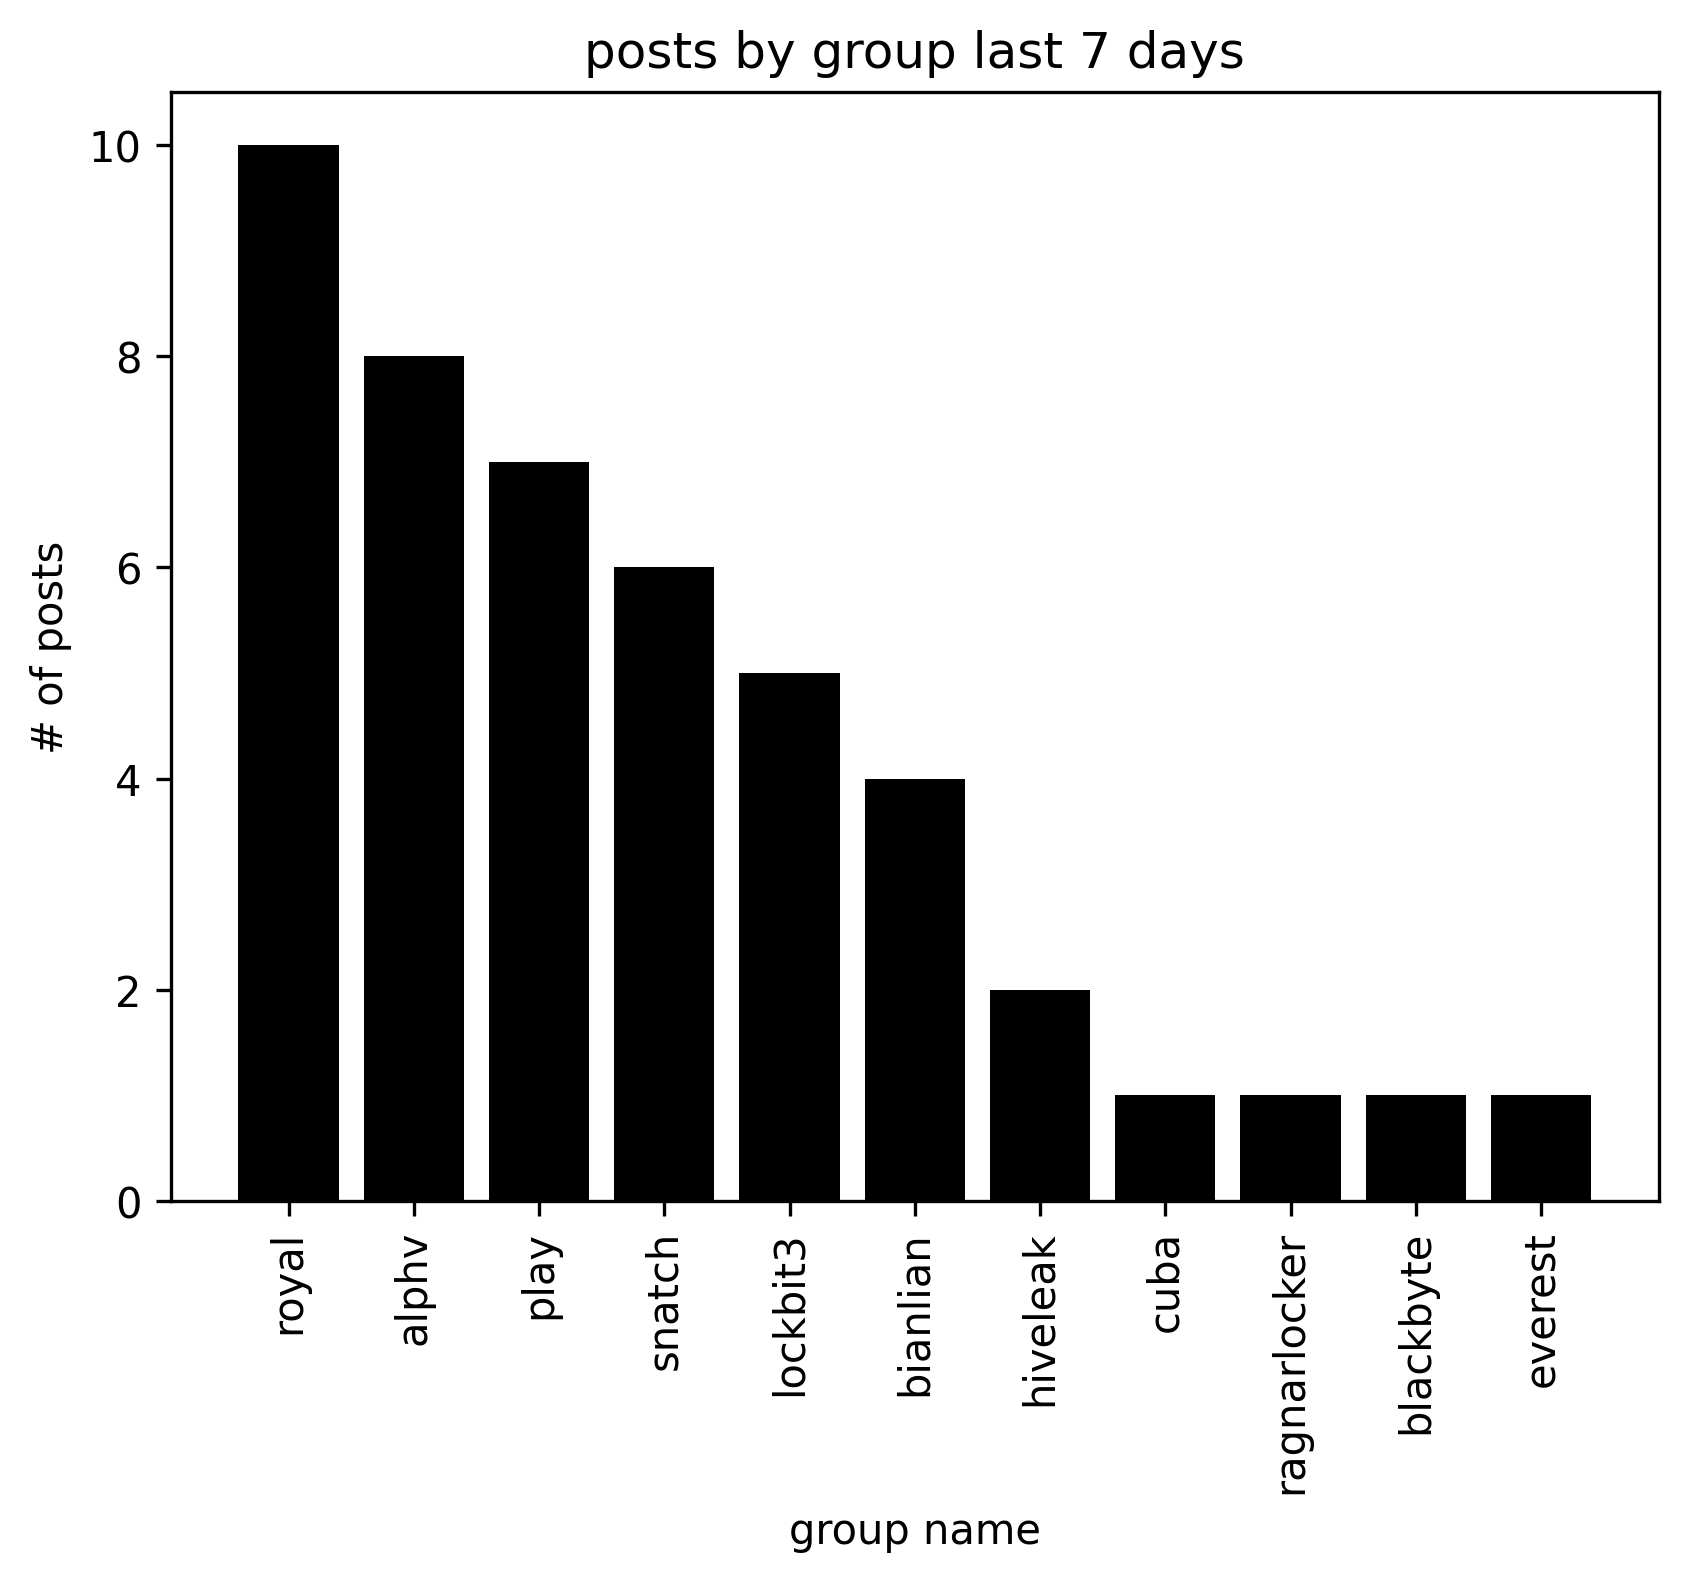 posts by group last 7 days
10
8
6
4
2
0
# of posts
royal
alphv
play
snatch
lockbit3
bianlian
hiveleak
cuba
ragnarlocker
blackbyte
everest
group name